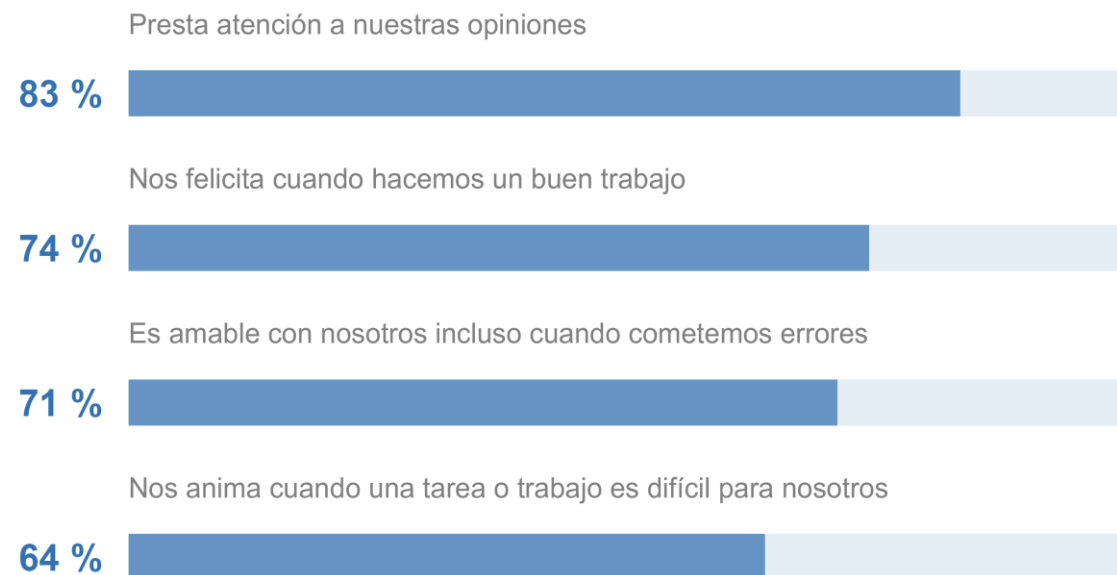 Presta atención a nuestras opiniones
83 %
Nos felicita cuando hacemos un buen trabajo
74 %
Es amable con nosotros incluso cuando cometemos errores
71 %
Nos anima cuando una tarea o trabajo es difícil para nosotros
64 %